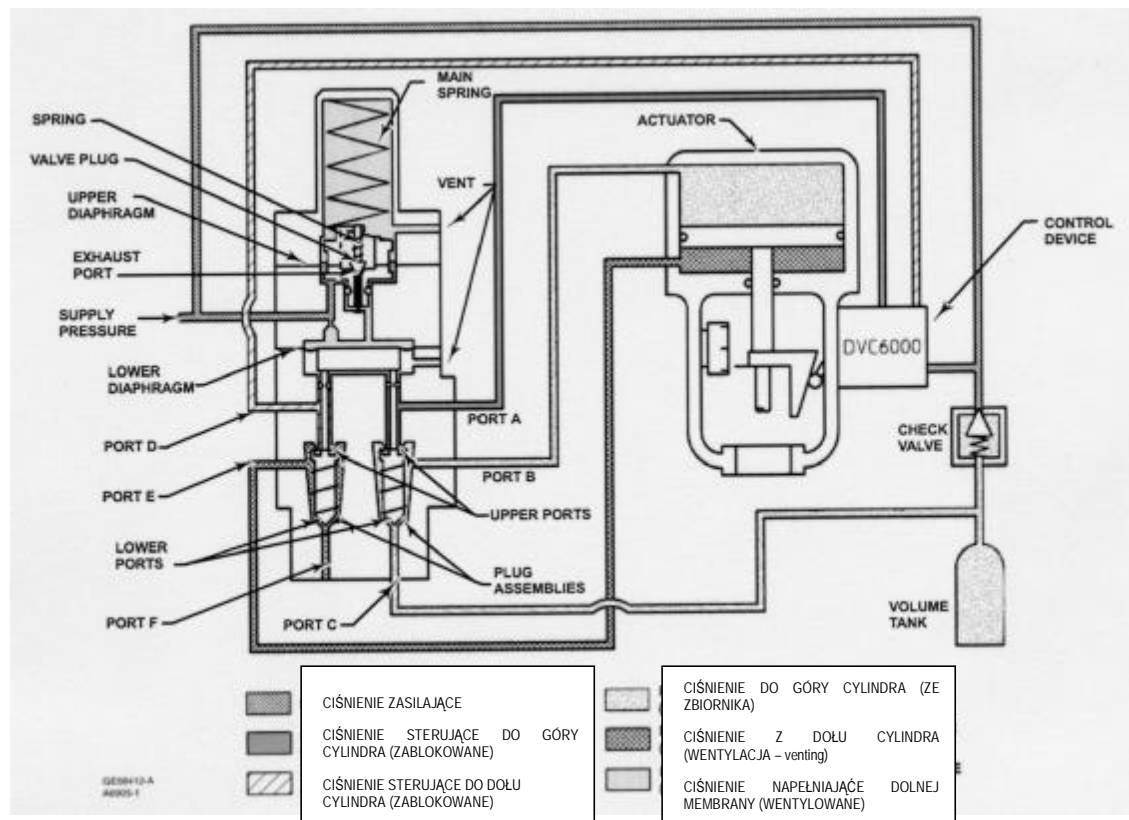 MAIN
SPRING
SPRING
ACTUATOR
VALVE PLUG
VENT
UPPER
DIAPHRAGM
CONTROL
DEVICE
EXHAUST
PORT
SUPPLY
PRESSURE
DVC6000
LOWER
DIAPHRAGM
PORT A
PORT D
CHECK
VALVE
PORT B
PORT E
UPPER PORTS
LOWER
PORTS
PLUG
ASSEMBLIES
PORT F
PORT C
VOLUME
TANK
CIŚNIENIE ZASILAJĄCE
CIŚNIENIE STERUJĄCE DO GÓRY
CYLINDRA (ZABLOKOWANE)
CIŚNIENIE STERUJĄCE DO DOŁU
CYLINDRA (ZABLOKOWANE)
CIŚNIENIE DO GÓRY CYLINDRA (ZE
ZBIORNIKA)
CIŚNIENIE Z DOŁU CYLINDRA
(WENTYLACJA – venting)
CIŚNIENIE NAPEŁNIAJĄĆE DOLNEJ
MEMBRANY (WENTYLOWANE)
E